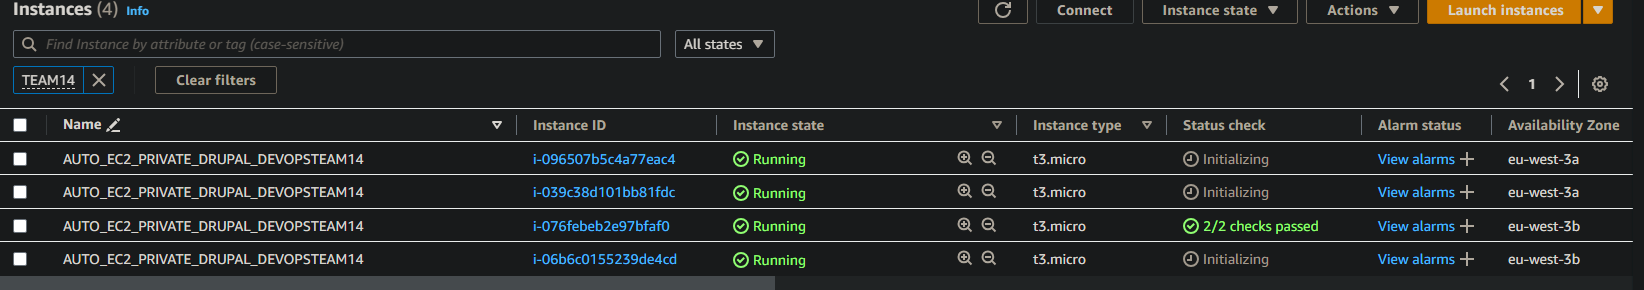 Instances (4) Info
Connect Instance state Actions Launch instances
Find Instance by attribute or tag (case-sensitive) All states
TEAM14 Clear filters 1
Name Instance ID Instance state Instance type Status check Alarm status Availability Zone
AUTO_EC2_PRIVATE_DRUPAL_DEVOPSTEAM14 i-096507b5c4a77eac4 Running t3.micro Initializing View alarms eu-west-3a
AUTO_EC2_PRIVATE_DRUPAL_DEVOPSTEAM14 i-039c38d101bb81fdc Running t3.micro Initializing View alarms eu-west-3a
AUTO_EC2_PRIVATE_DRUPAL_DEVOPSTEAM14 i-076febeb2e97bfaf0 Running t3.micro 2/2 checks passed View alarms eu-west-3b
AUTO_EC2_PRIVATE_DRUPAL_DEVOPSTEAM14 i-06b6c0155239de4cd Running t3.micro Initializing View alarms eu-west-3b